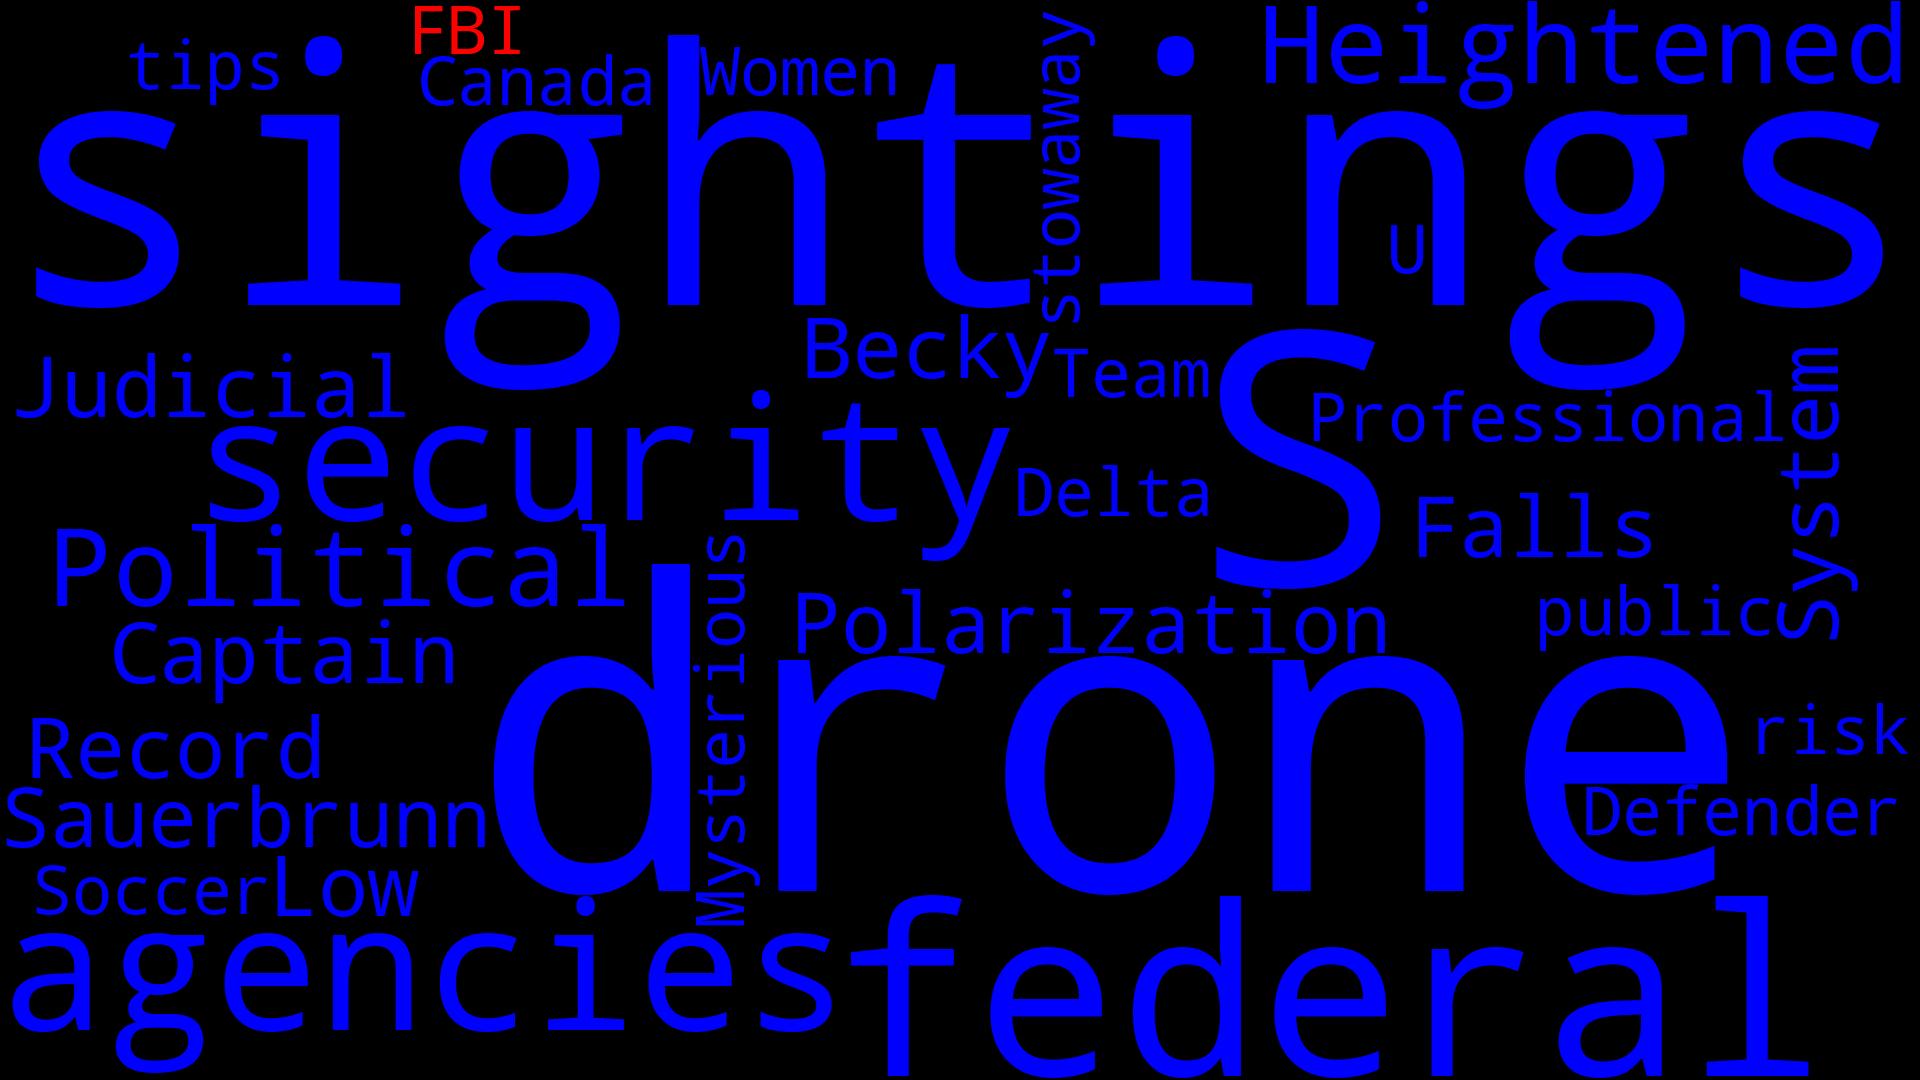 FBI
tips
Canada
Women
stowaway
Heightened
sightings
U
Becky
Team
Judicial
S
Professional
System
security
Delta
Falls
Political
Mysterious
Polarization
public
Captain
drone
Record
risk
Sauerbrunn
Defender
Soccer
Low
agencies
federal